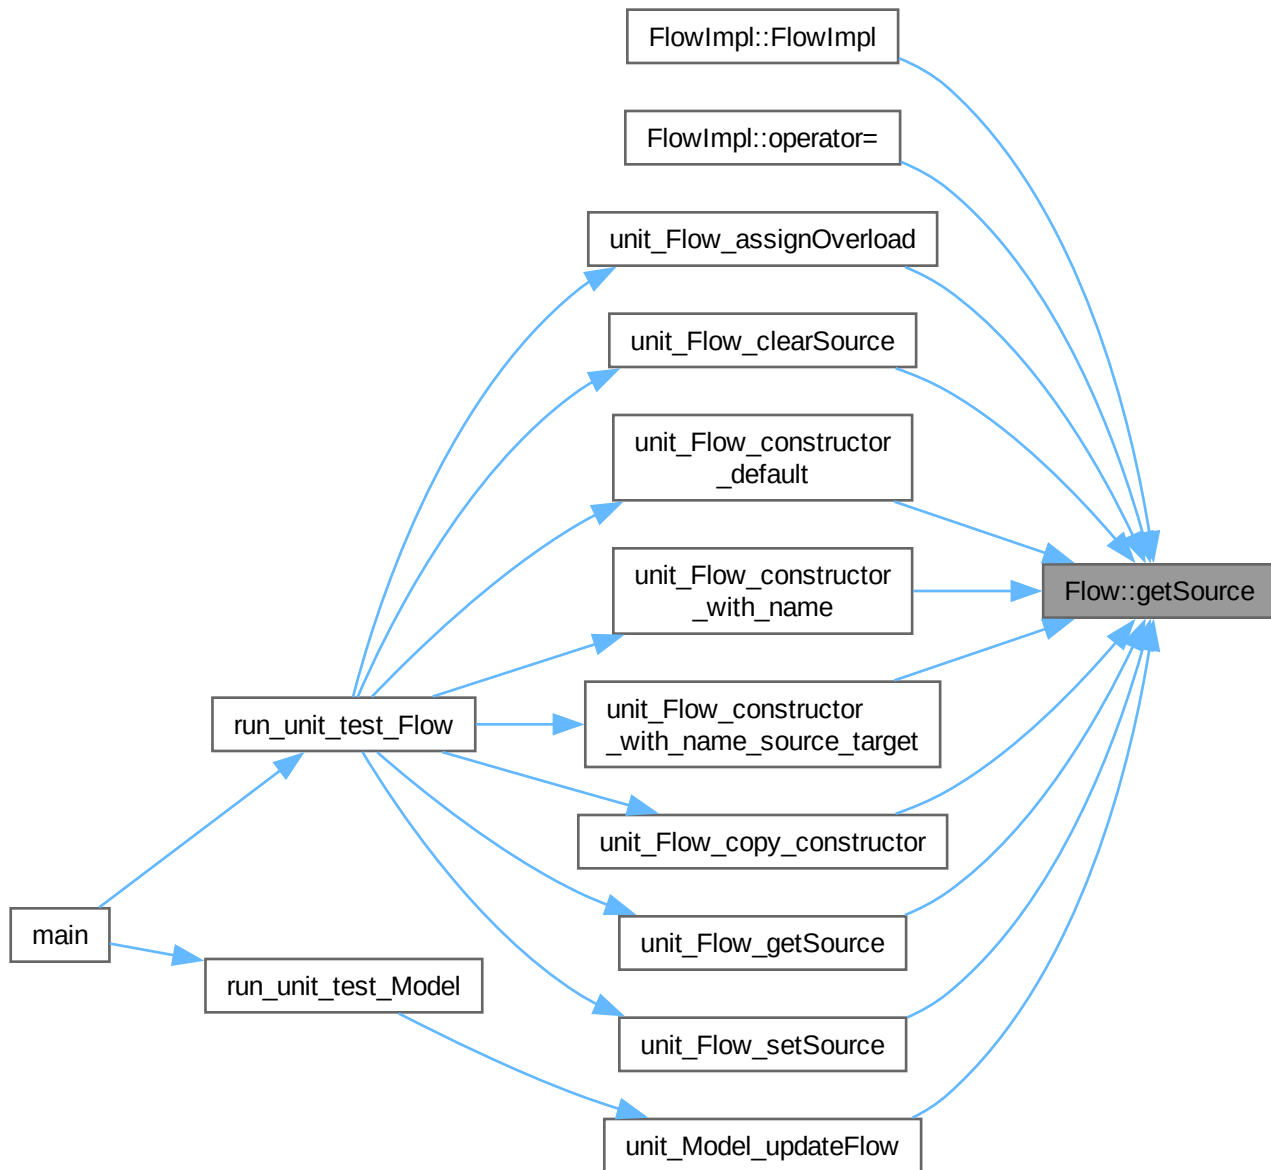 FlowImpl::FlowImpl
FlowImpl::operator=
unit_Flow_assignOverload
unit_Flow_clearSource
unit_Flow_constructor
_default
unit_Flow_constructor
_with_name
Flow::getSource
unit_Flow_constructor
_with_name_source_target
run_unit_test_Flow
unit_Flow_copy_constructor
main
unit_Flow_getSource
run_unit_test_Model
unit_Flow_setSource
unit_Model_updateFlow